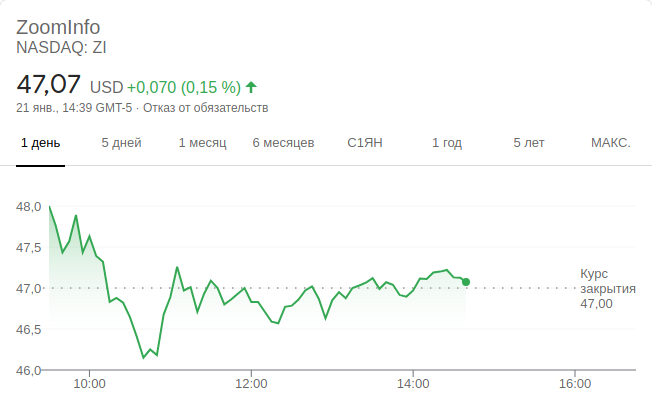 ZoomInfo
NASDAQ: ZI
47,07 USD +0,070 (0,15 %)
21 янв., 14:39 GMT-5 · Отказ от обязательств
1 день 5 дней 1 месяц 6 месяцев С1ЯН 1 год 5 лет МАКС.
48,0
47,5
47,0
46,5
46,0
Курс
закрытия
47,00
10:00 12:00 14:00 16:00